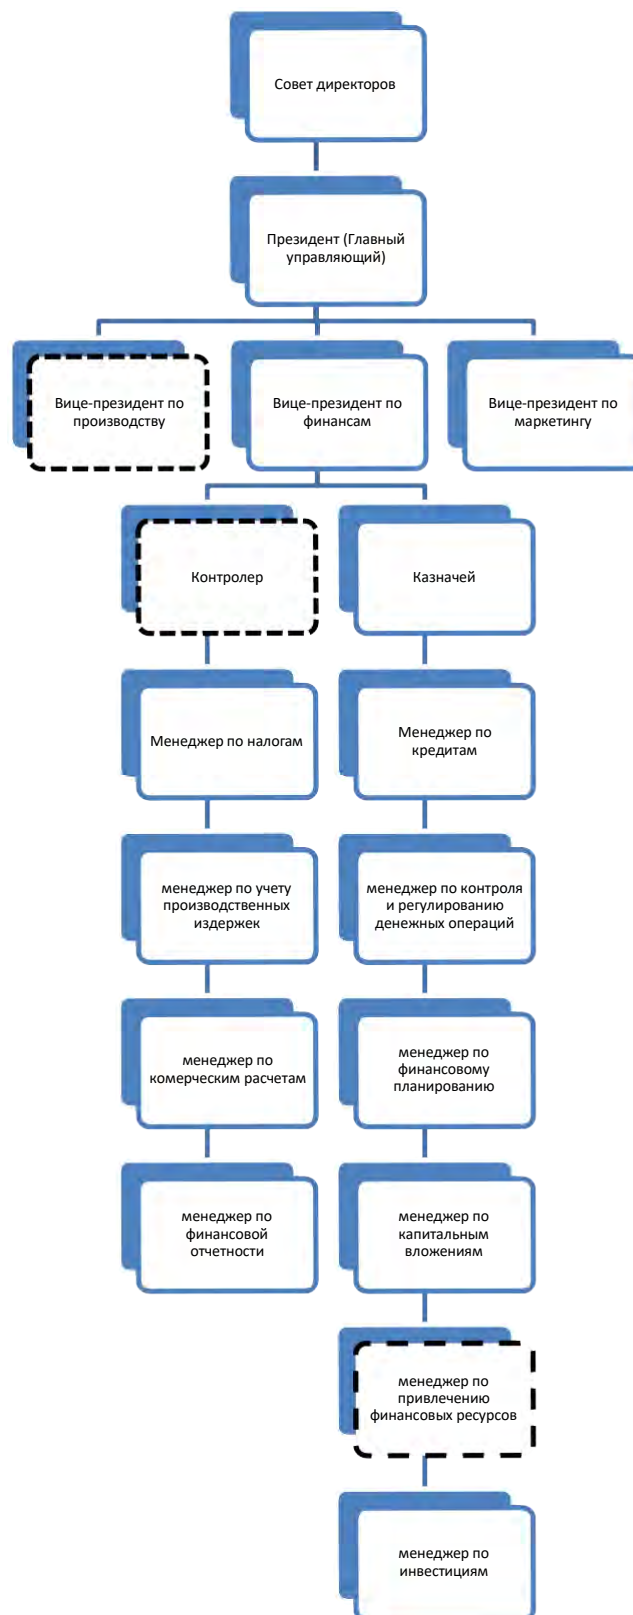 Совет директоров
Президент (Главный
управляющий)
Вице-президент по
производству
Вице-президент по
финансам
Вице-президент по
маркетингу
Контролер
Казначей
Менеджер по налогам
Менеджер по
кредитам
менеджер по учету
производственных
издержек
менеджер по контроля
и регулированию
денежных операций
менеджер по
комерческим расчетам
менеджер по
финансовому
планированию
менеджер по
финансовой
отчетности
менеджер по
капитальным
вложениям
менеджер по
привлечению
финансовых ресурсов
менеджер по
инвестициям